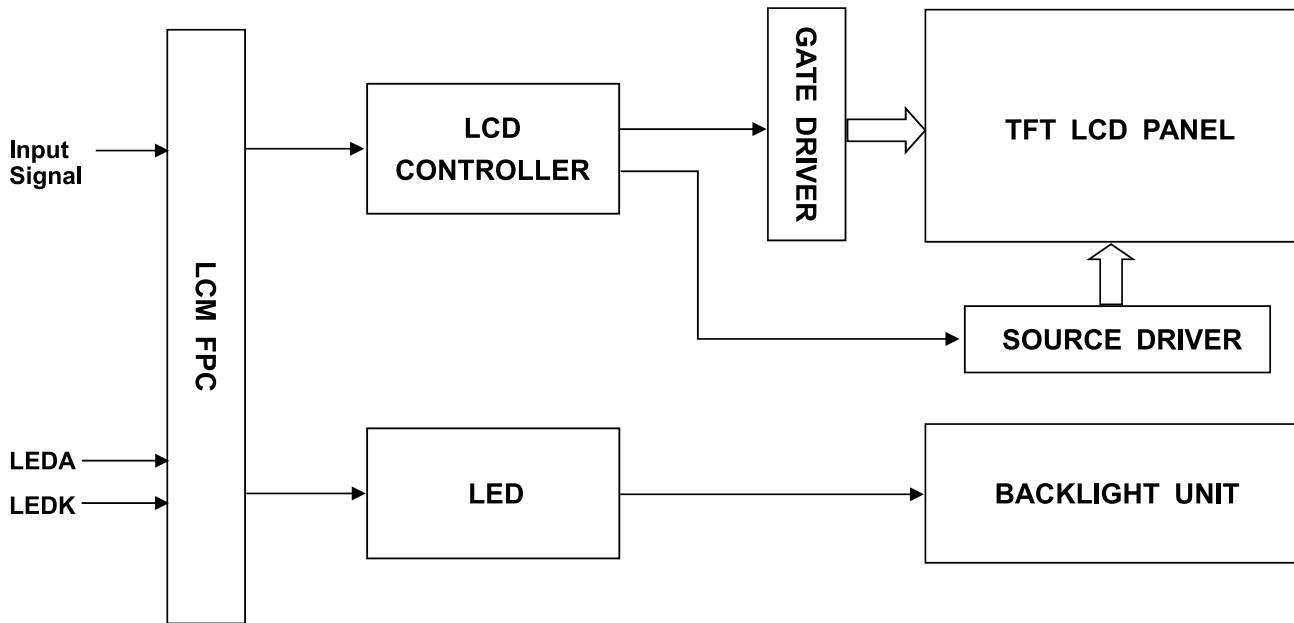 Input
Signal
LEDA
LEDK
LCM FPC
LCD
CONTROLLER
GATE DRIVER
TFT LCD PANEL
SOURCE DRIVER
LED
BACKLIGHT UNIT